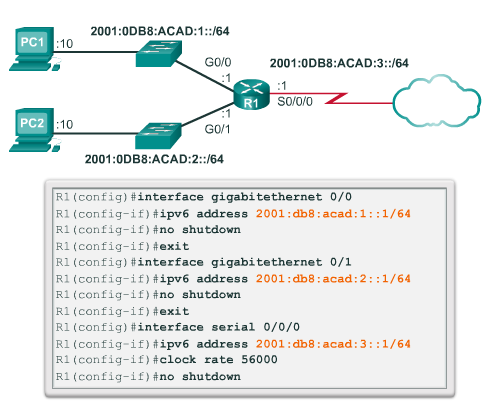 2001:0DB8:ACAD:1::/64
PC1
:10
G0/0
:1
2001:0DB8:ACAD:3::/64
:1
R1
S0/0/0
PC2
:10
:1
G0/1
2001:0DB8:ACAD:2::/64
R1(config)#interface gigabitethernet 0/0
R1(config-if)#ipv6 address 2001:db8:acad:1::1/64
R1(config-if)#no shutdown
R1(config-if)#exit
R1(config)#interface gigabitethernet 0/1
R1(config-if)#ipv6 address 2001:db8:acad:2::1/64
R1(config-if)#no shutdown
R1(config-if)#exit
R1(config-if)#interface serial 0/0/0
R1(config-if)#ipv6 address 2001:db8:acad:3::1/64
R1(config-if)#clock rate 56000
R1(config-if)#no shutdown